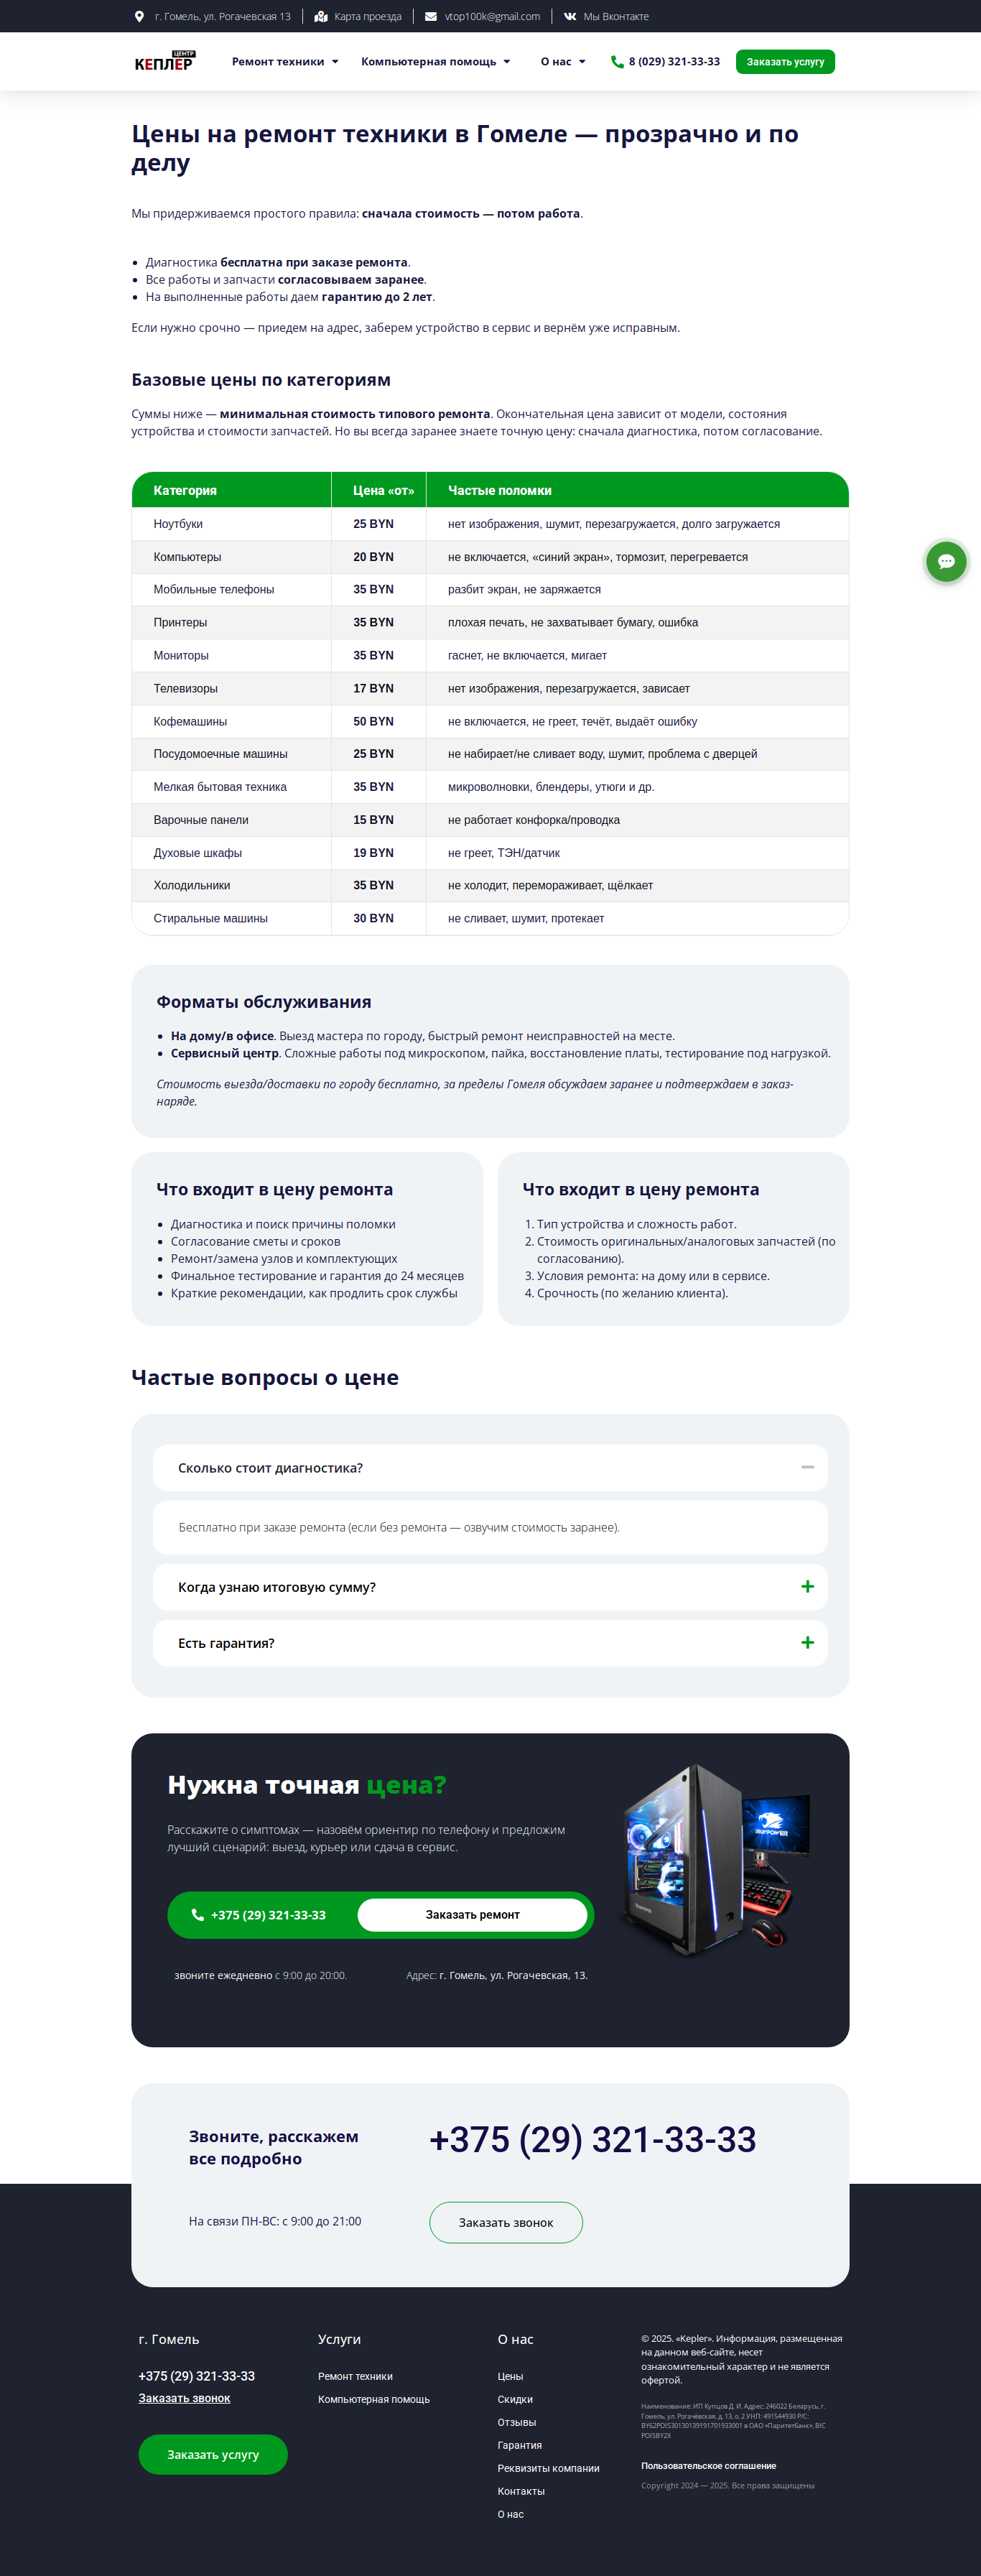 г. Гомель, ул. Рогачевская 13
Карта проезда
vtop100k@gmail.com
Мы Вконтакте
КЕПЛЕР ЦЕНТР
Ремонт техники
Компьютерная помощь
О нас
8 (029) 321-33-33
Заказать услугу
Цены на ремонт техники в Гомеле — прозрачно и по
делу
Мы придерживаемся простого правила: сначала стоимость — потом работа.
Диагностика бесплатна при заказе ремонта.
Все работы и запчасти согласовываем заранее.
На выполненные работы даем гарантию до 2 лет.
Если нужно срочно — приедем на адрес, заберем устройство в сервис и вернём уже исправным.
Базовые цены по категориям
Суммы ниже — минимальная стоимость типового ремонта. Окончательная цена зависит от модели, состояния
устройства и стоимости запчастей. Но вы всегда заранее знаете точную цену: сначала диагностика, потом согласование.
Категория Цена «от» Частые поломки
Ноутбуки 25 BYN нет изображения, шумит, перезагружается, долго загружается
Компьютеры 20 BYN не включается, «синий экран», тормозит, перегревается
Мобильные телефоны 35 BYN разбит экран, не заряжается
Принтеры 35 BYN плохая печать, не захватывает бумагу, ошибка
Мониторы 35 BYN гаснет, не включается, мигает
Телевизоры 17 BYN нет изображения, перезагружается, зависает
Кофемашины 50 BYN не включается, не греет, течёт, выдаёт ошибку
Посудомоечные машины 25 BYN не набирает/не сливает воду, шумит, проблема с дверцей
Мелкая бытовая техника 35 BYN микроволновки, блендеры, утюги и др.
Варочные панели 15 BYN не работает конфорка/проводка
Духовые шкафы 19 BYN не греет, ТЭН/датчик
Холодильники 35 BYN не холодит, перемораживает, щёлкает
Стиральные машины 30 BYN не сливает, шумит, протекает
Форматы обслуживания
На дому/в офисе. Выезд мастера по городу, быстрый ремонт неисправностей на месте.
Сервисный центр. Сложные работы под микроскопом, пайка, восстановление платы, тестирование под нагрузкой.
Стоимость выезда/доставки по городу бесплатно, за пределы Гомеля обсуждаем заранее и подтверждаем в заказ-
наряде.
Что входит в цену ремонта
Диагностика и поиск причины поломки
Согласование сметы и сроков
Ремонт/замена узлов и комплектующих
Финальное тестирование и гарантия до 24 месяцев
Краткие рекомендации, как продлить срок службы
Что входит в цену ремонта
1. Тип устройства и сложность работ.
2. Стоимость оригинальных/аналоговых запчастей (по
согласованию).
3. Условия ремонта: на дому или в сервисе.
4. Срочность (по желанию клиента).
Частые вопросы о цене
Сколько стоит диагностика?
Бесплатно при заказе ремонта (если без ремонта — озвучим стоимость заранее).
Когда узнаю итоговую сумму?
Есть гарантия?
Нужна точная цена?
Расскажите о симптомах — назовём ориентир по телефону и предложим
лучший сценарий: выезд, курьер или сдача в сервис.
+375 (29) 321-33-33
Заказать ремонт
звоните ежедневно с 9:00 до 20:00.
Адрес: г. Гомель, ул. Рогачевская, 13.
Звоните, расскажем
все подробно
+375 (29) 321-33-33
На связи ПН-ВС: с 9:00 до 21:00
Заказать звонок
г. Гомель
+375 (29) 321-33-33
Заказать звонок
Заказать услугу
Услуги
Ремонт техники
Компьютерная помощь
О нас
Цены
Скидки
Отзывы
Гарантия
Реквизиты компании
Контакты
О нас
© 2025. «Kepler». Информация, размещенная
на данном веб-сайте, несет
ознакомительный характер и не является
офертой.
Наименование: ИП Купцов Д. И. Адрес: 246022 Беларусь, г.
Гомель, ул. Рогачёвская, д. 13, о. 2 УНП: 491544930 Р/С:
BY62POIS30130139191701933001 в ОАО «Паритетбанк», BIC
POISBY2X
Пользовательское соглашение
Copyright 2024 — 2025. Все права защищены